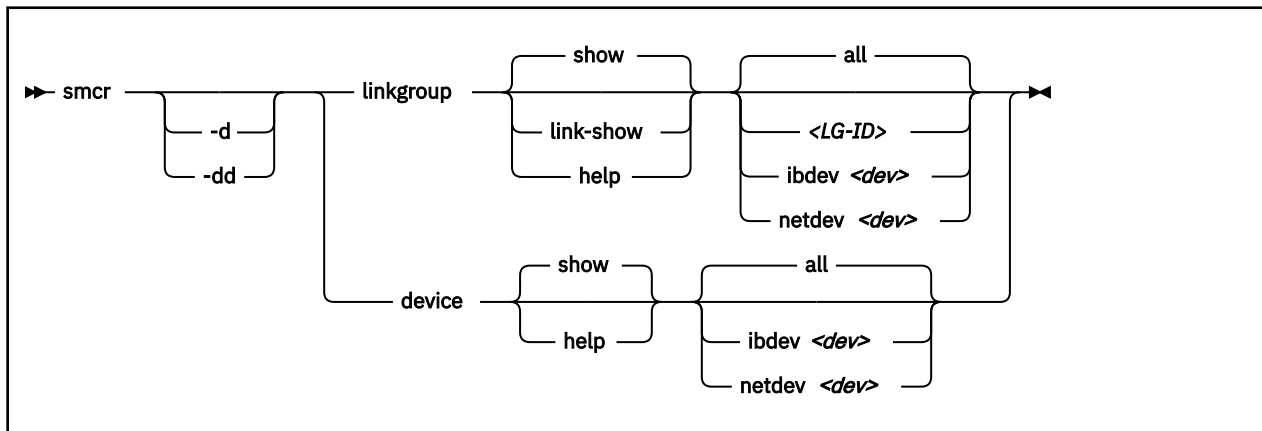 show all
smcr linkgroup
-d link-show <LG-ID>
-dd help ibdev <dev>
netdev <dev>
show all
device
help ibdev <dev>
netdev <dev>